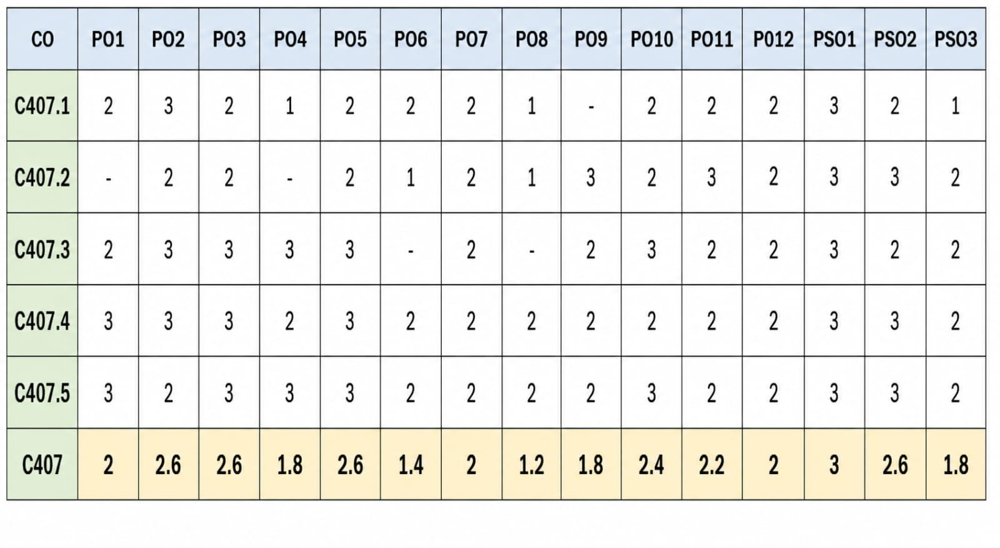 CO PO1 PO2 PO3 PO4 PO5 PO6 PO7 PO8 PO9 PO10 PO11 P012 PSO1 PSO2 PSO3
C407.1 2 3 2 1 2 2 2 1 - 2 2 2 3 2 1
C407.2 - 2 2 - 2 1 2 1 3 2 3 2 3 3 2
C407.3 2 3 3 3 3 - 2 - 2 3 2 2 3 2 2
C407.4 3 3 3 2 3 2 2 2 2 2 2 2 3 3 2
C407.5 3 2 3 3 3 2 2 2 2 3 2 2 3 3 2
C407 2 2.6 2.6 1.8 2.6 1.4 2 1.2 1.8 2.4 2.2 2 3 2.6 1.8